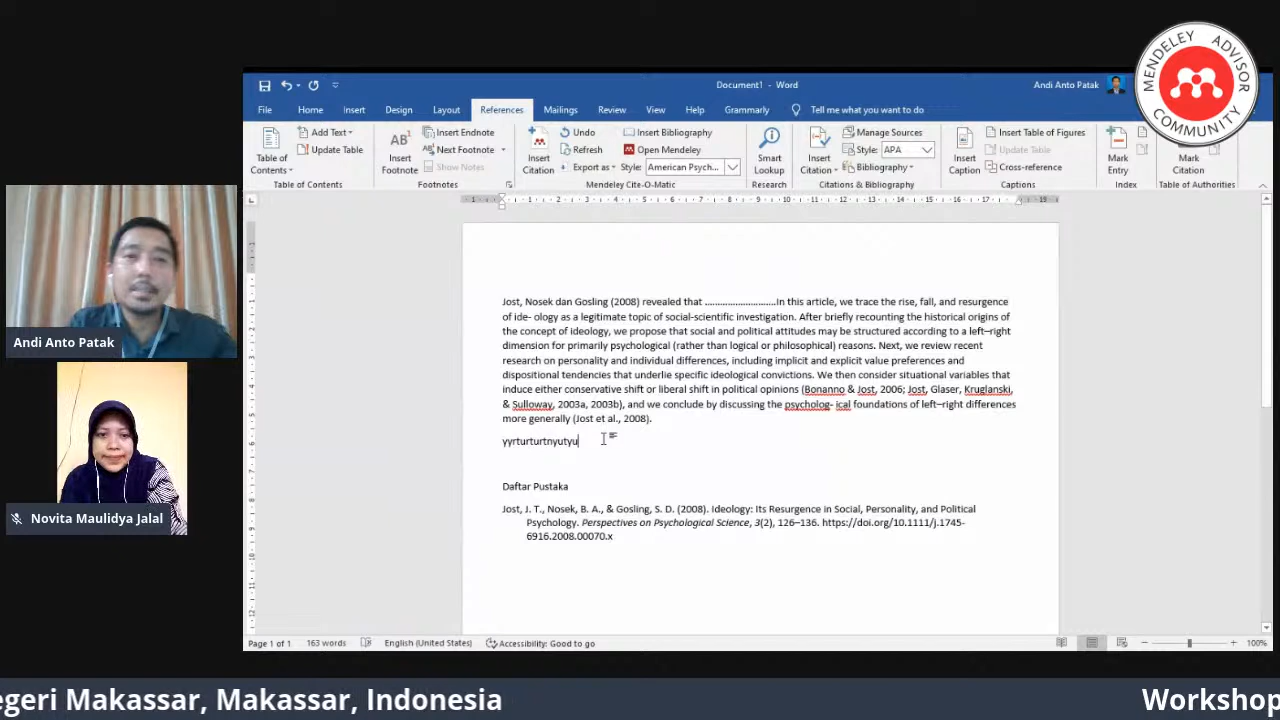 MENDELEY ADVISOR COMMUNITY
Document1 - Word
Andi Anto Patak
File Home Insert Design Layout References Mailings Review View Help Grammarly Tell me what you want to do
Table of Contents
Add Text
Update Table
Table of Contents
AB¹
Insert Footnote
Insert Endnote
Next Footnote
Show Notes
Footnotes
Insert Citation
Undo
Refresh
Export as
Insert Bibliography
Open Mendeley
Style: American Psych...
Mendeley Cite-O-Matic
Smart Lookup
Research
Insert Citation
Manage Sources
Style: APA
Bibliography
Citations & Bibliography
Insert Caption
Insert Table of Figures
Update Table
Cross-reference
Captions
Mark Entry
Index
Mark Citation
Table of Authorities
Jost, Nosek dan Gosling (2008) revealed that ...........................In this article, we trace the rise, fall, and resurgence
of ide- ology as a legitimate topic of social-scientific investigation. After briefly recounting the historical origins of
the concept of ideology, we propose that social and political attitudes may be structured according to a left–right
dimension for primarily psychological (rather than logical or philosophical) reasons. Next, we review recent
research on personality and individual differences, including implicit and explicit value preferences and
dispositional tendencies that underlie specific ideological convictions. We then consider situational variables that
induce either conservative shift or liberal shift in political opinions (Bonanno & Jost, 2006; Jost, Glaser, Kruglanski,
& Sulloway, 2003a, 2003b), and we conclude by discussing the psycholog- ical foundations of left–right differences
more generally (Jost et al., 2008).
yyrturturtnyutyu
Daftar Pustaka
Jost, J. T., Nosek, B. A., & Gosling, S. D. (2008). Ideology: Its Resurgence in Social, Personality, and Political
Psychology. Perspectives on Psychological Science, 3(2), 126–136. https://doi.org/10.1111/j.1745-
6916.2008.00070.x
Andi Anto Patak
Novita Maulidya Jalal
Page 1 of 1 163 words English (United States) Accessibility: Good to go 100%
egeri Makassar, Makassar, Indonesia Workshop